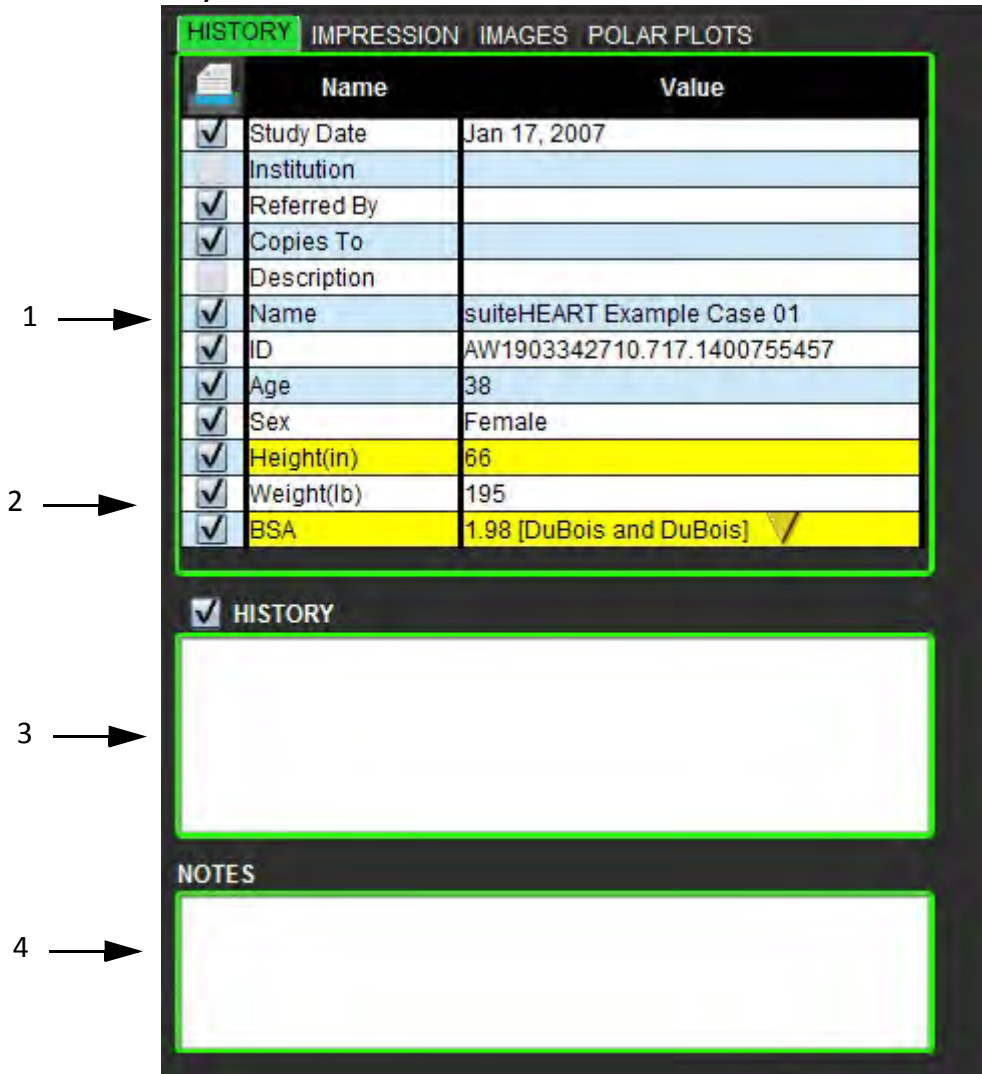 HISTORY IMPRESSION IMAGES POLAR PLOTS
Name Value
Study Date Jan 17, 2007
Institution
Referred By
Copies To
Description
1 Name suiteHEART Example Case 01
ID AW1903342710.717.1400755457
Age 38
Sex Female
Height(in) 66
2 Weight(lb) 195
BSA 1.98 [DuBois and DuBois]
HISTORY
3
NOTES
4